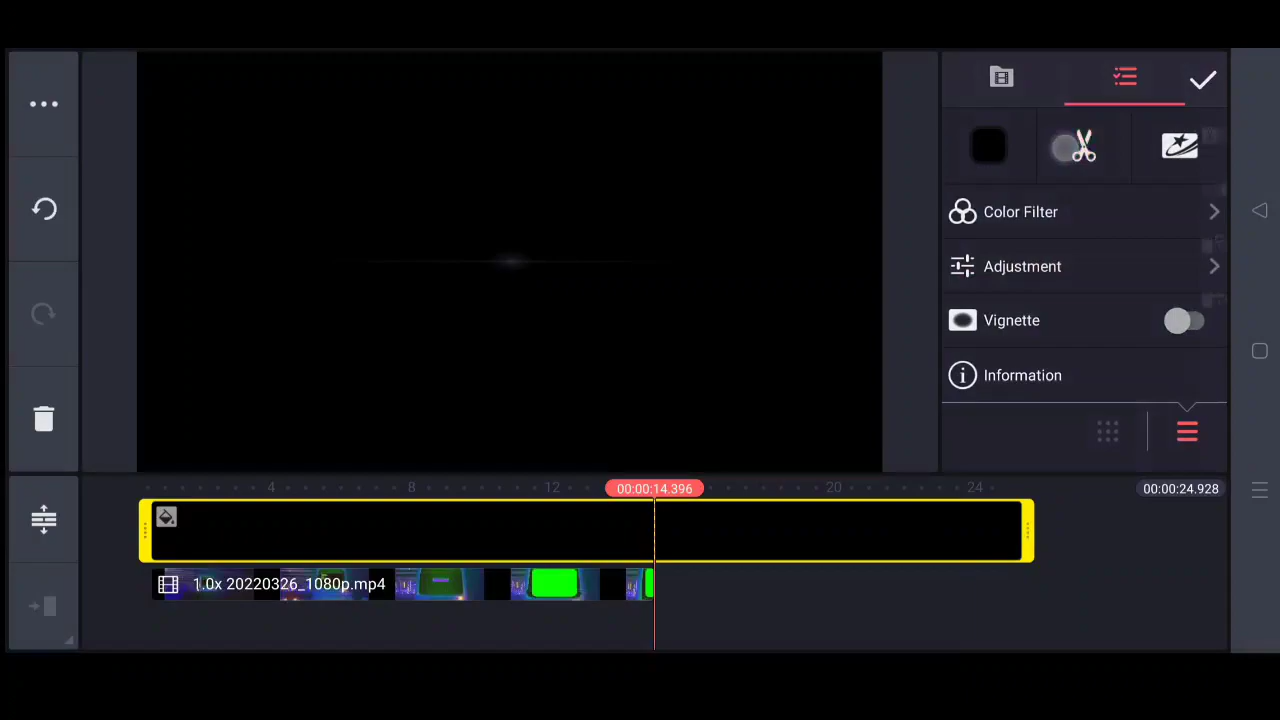 Color Filter
Adjustment
Vignette
Information
4
8
12
00:00:14.396
20
24
00:00:24.928
1.0x 20220326_1080p.mp4